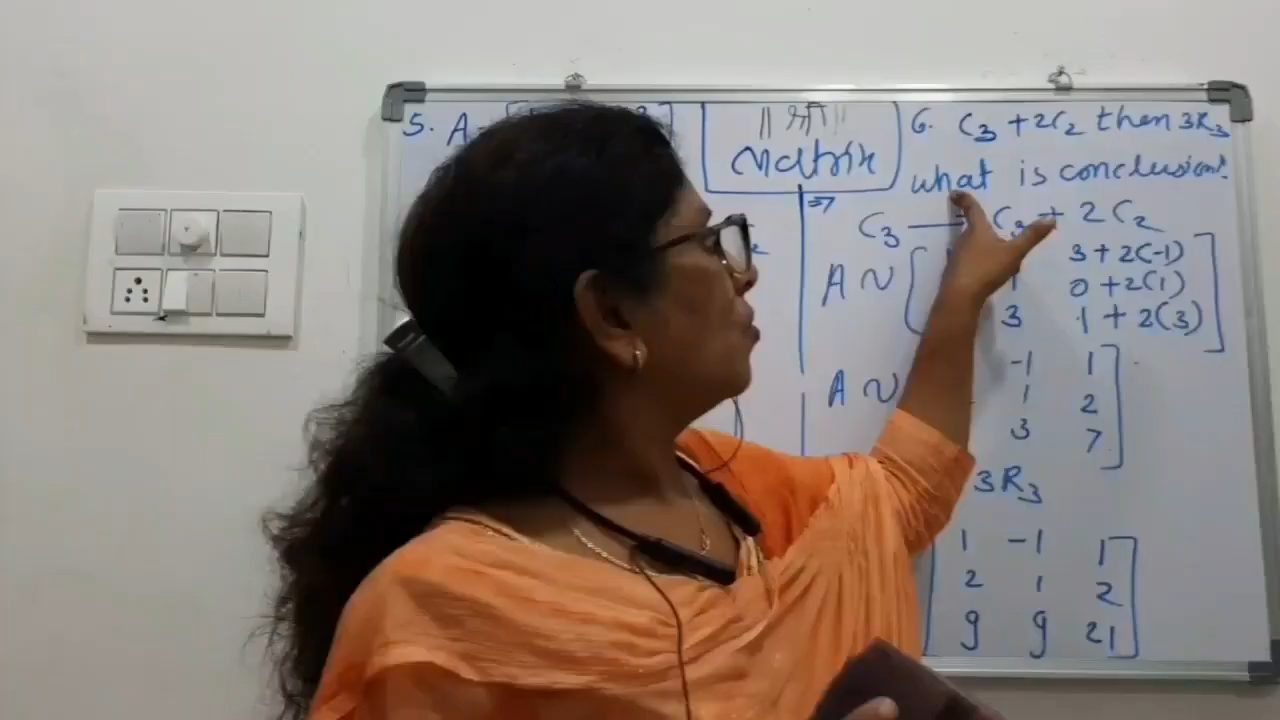 5. A =
|| श्री ||
Matrix
6. C3 + 2C2 then 3R3
what is conclusion?
⇒
C3 → C3 + 2C2
A ~ [ 3+2(-1)
1 0+2(1)
3 1+2(3) ]
A ~ -1 1
1 2
3 7 ]
3R3
[ 1 -1 1
2 1 2
9 9 21 ]